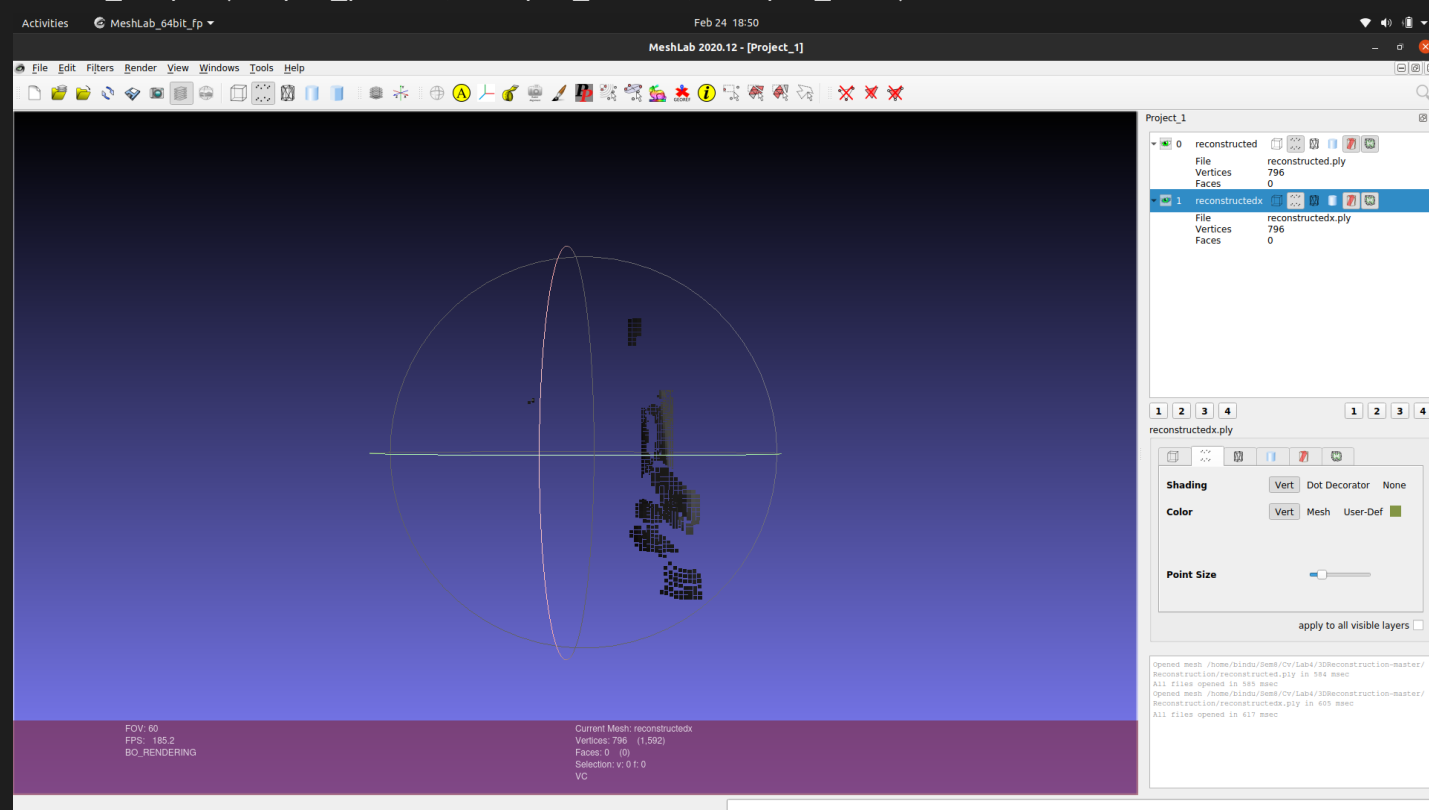 Activities MeshLab_64bit_fp Feb 24 18:50
MeshLab 2020.12 - [Project_1]
File Edit Filters Render View Windows Tools Help
Project_1
0 reconstructed
File reconstructed.ply
Vertices 796
Faces 0
1 reconstructedx
File reconstructedx.ply
Vertices 796
Faces 0
1 2 3 4 1 2 3 4
reconstructedx.ply
Shading Vert Dot Decorator None
Color Vert Mesh User-Def
Point Size
apply to all visible layers
Opened mesh /home/bindu/Sem8/Cv/Lab4/3DReconstruction-master/
Reconstruction/reconstructed.ply in 584 msec
All files opened in 585 msec
Opened mesh /home/bindu/Sem8/Cv/Lab4/3DReconstruction-master/
Reconstruction/reconstructedx.ply in 605 msec
All files opened in 617 msec
FOV: 60
FPS: 185.2
BO_RENDERING
Current Mesh: reconstructedx
Vertices: 796 (1,592)
Faces: 0 (0)
Selection: v: 0 f: 0
VC